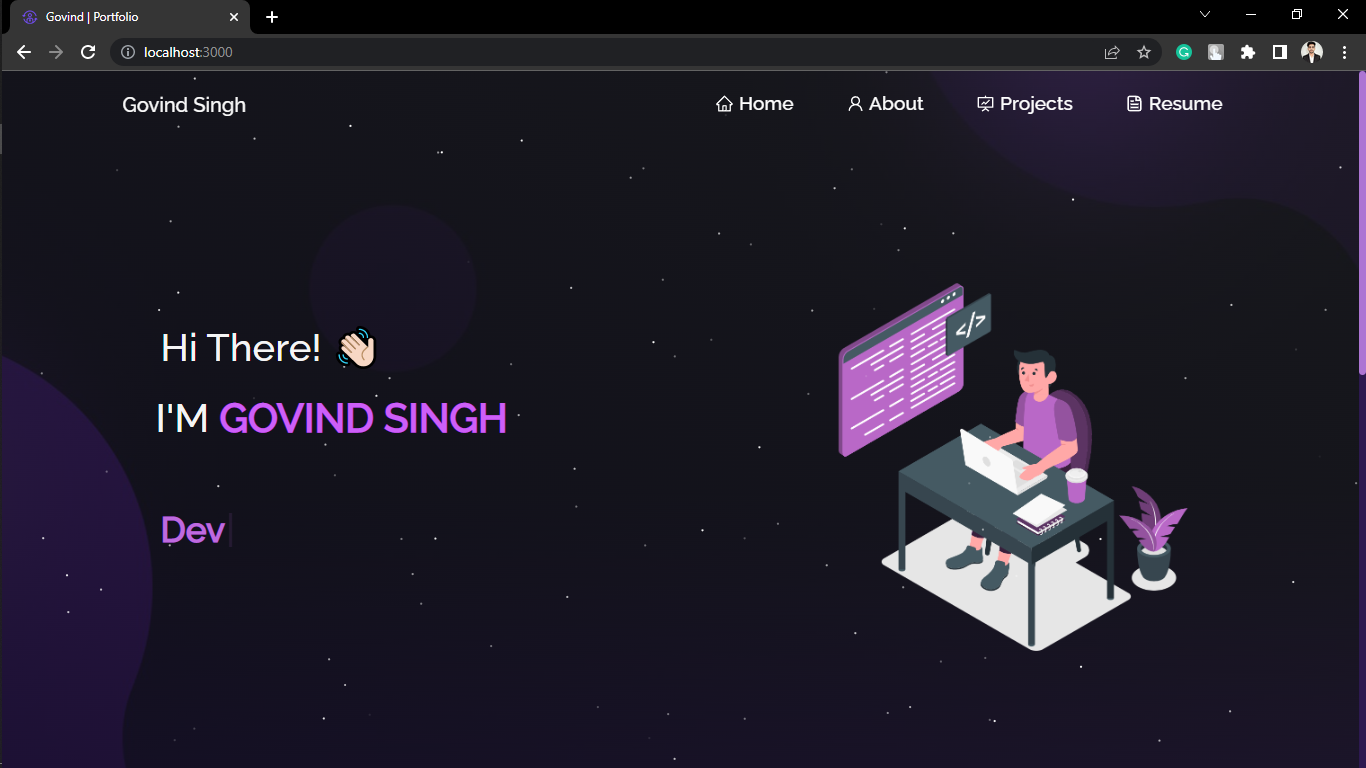 Govind | Portfolio
localhost:3000
Govind Singh
Home
About
Projects
Resume
Hi There! 👋🏻
I'M GOVIND SINGH
Dev
</>